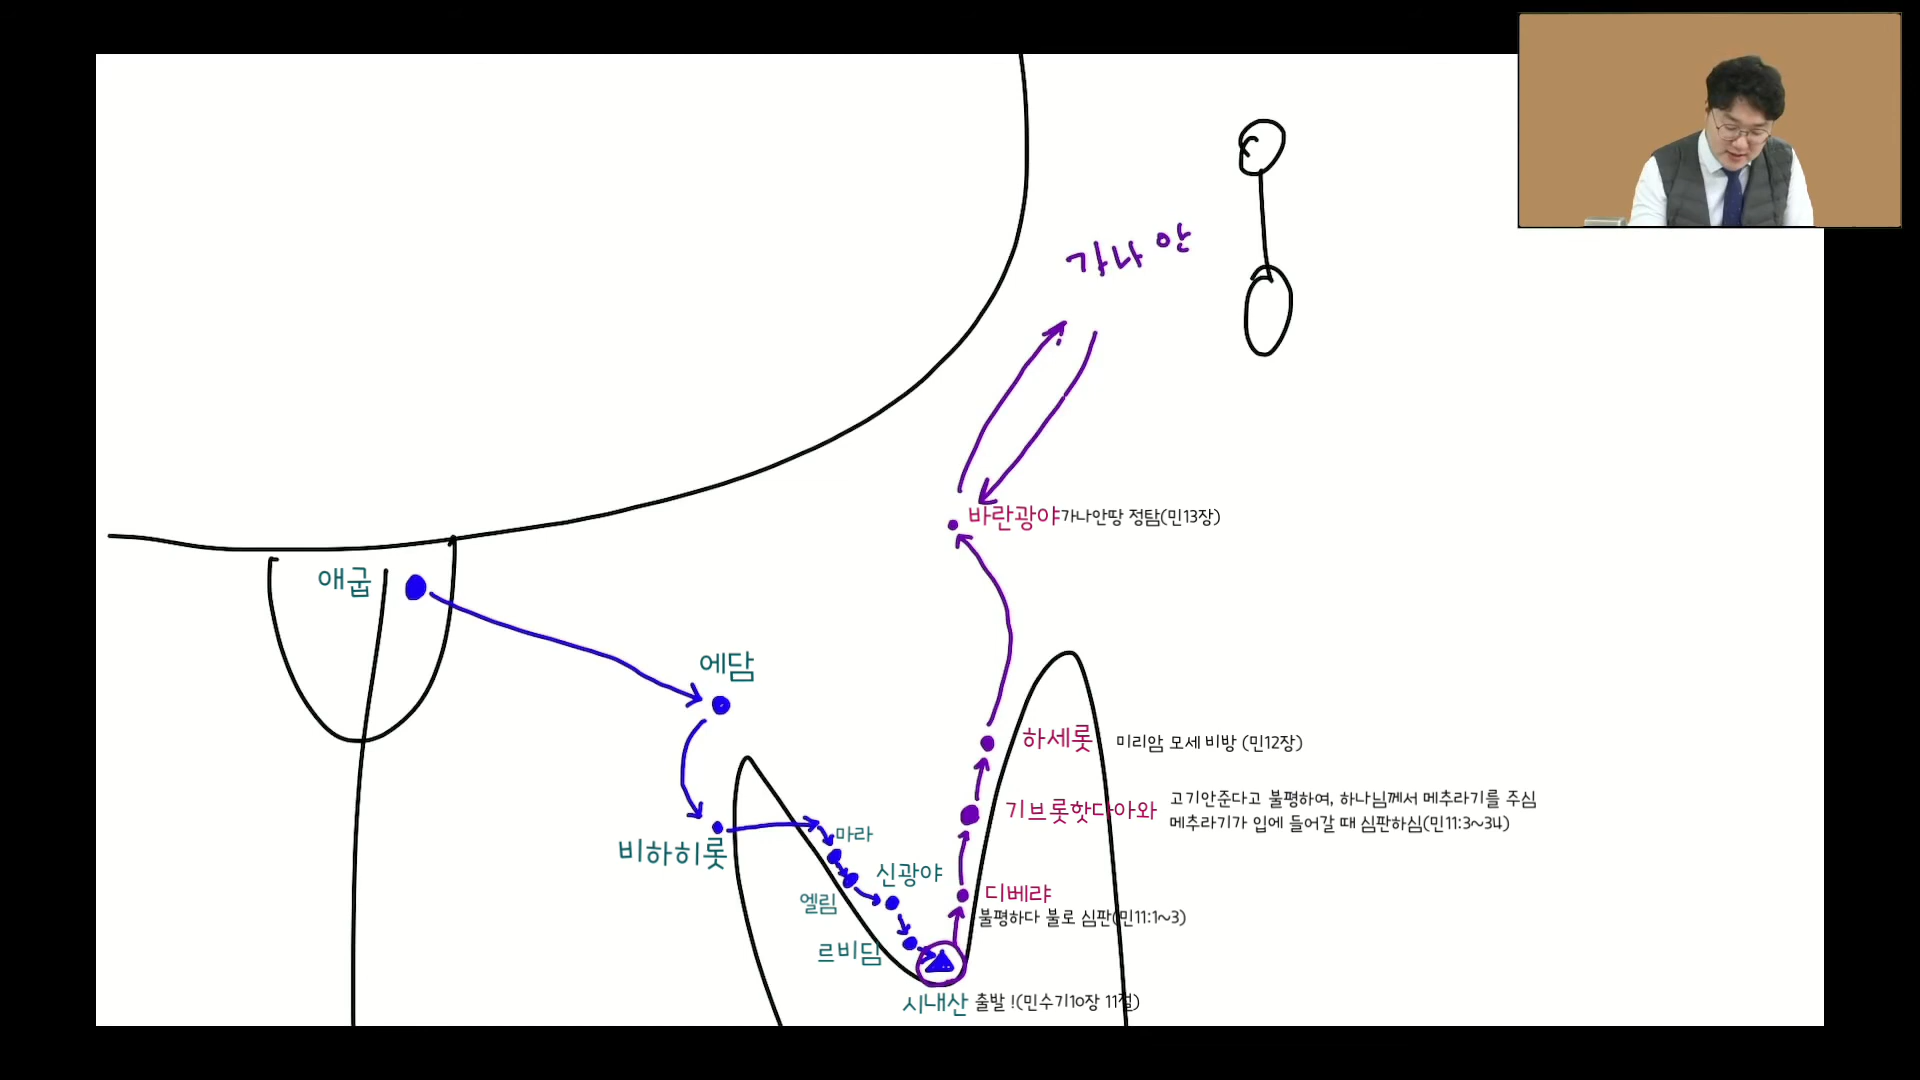 가나안
바란광야 가나안땅 정탐(민13장)
애굽
에담
하세롯 미리암 모세 비방 (민12장)
기브롯핫다아와 고기안준다고 불평하여, 하나님께서 메추라기를 주심
메추라기가 입에 들어갈 때 심판하심(민11:3~34)
마라
비하히롯
신광야
엘림
디베랴
불평하다 불로 심판(민11:1~3)
르비딤
시내산 출발 !(민수기10장 11절)